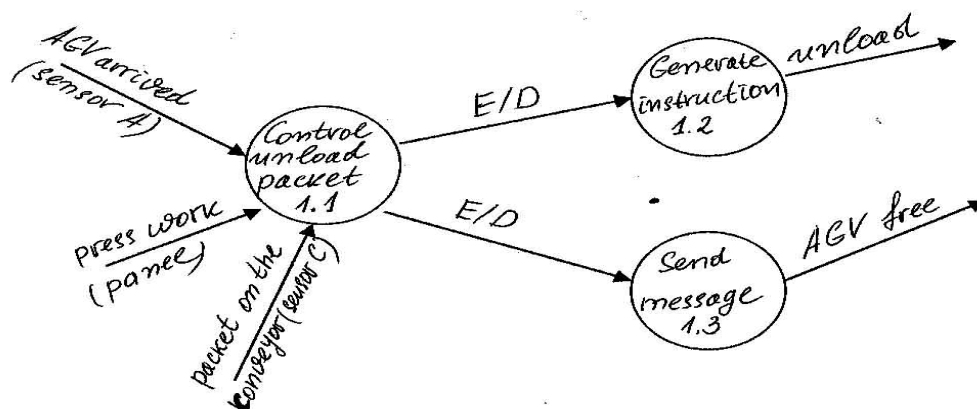 AGV arrived
(sensor A)
press work
(panel)
packet on the
conveyor (sensor C)
Control
unload
packet
1.1
E/D
E/D
Generate
instruction
1.2
unload
Send
message
1.3
AGV free